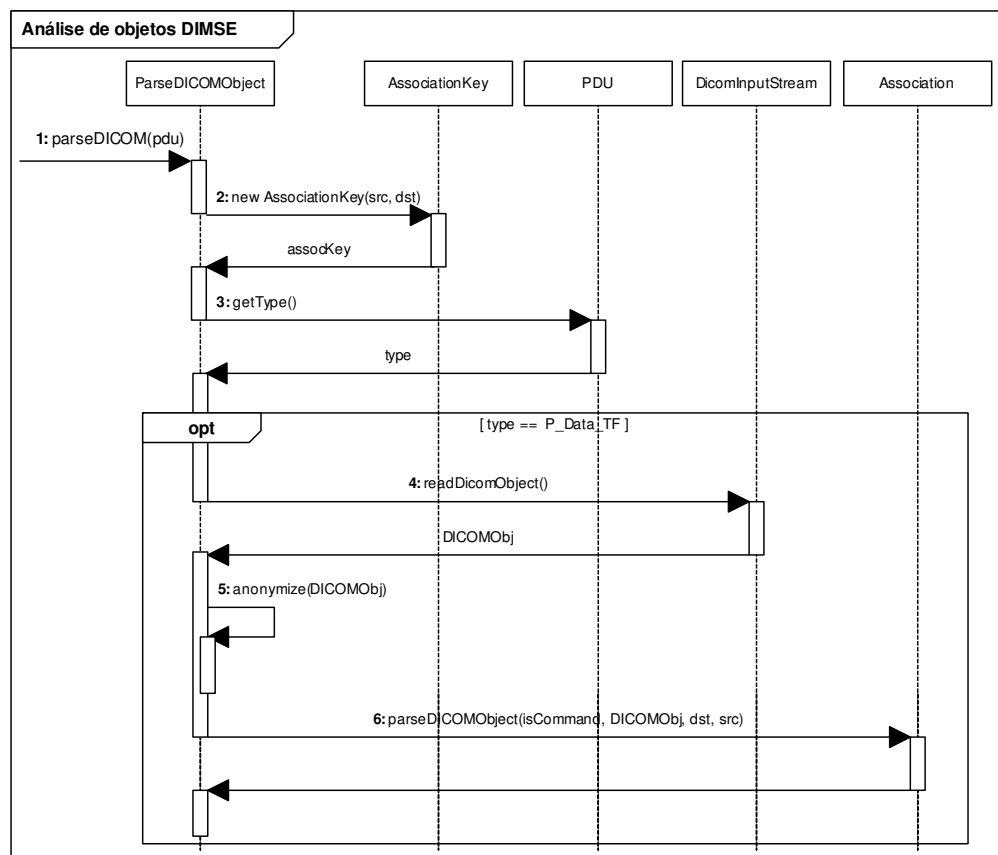 Análise de objetos DIMSE
ParseDICOMObject
AssociationKey
PDU
DicomInputStream
Association
1: parseDICOM(pdu)
2: new AssociationKey(src, dst)
assocKey
3: getType()
type
opt
[ type == P_Data_TF ]
4: readDicomObject()
DICOMObj
5: anonymize(DICOMObj)
6: parseDICOMObject(isCommand, DICOMObj, dst, src)